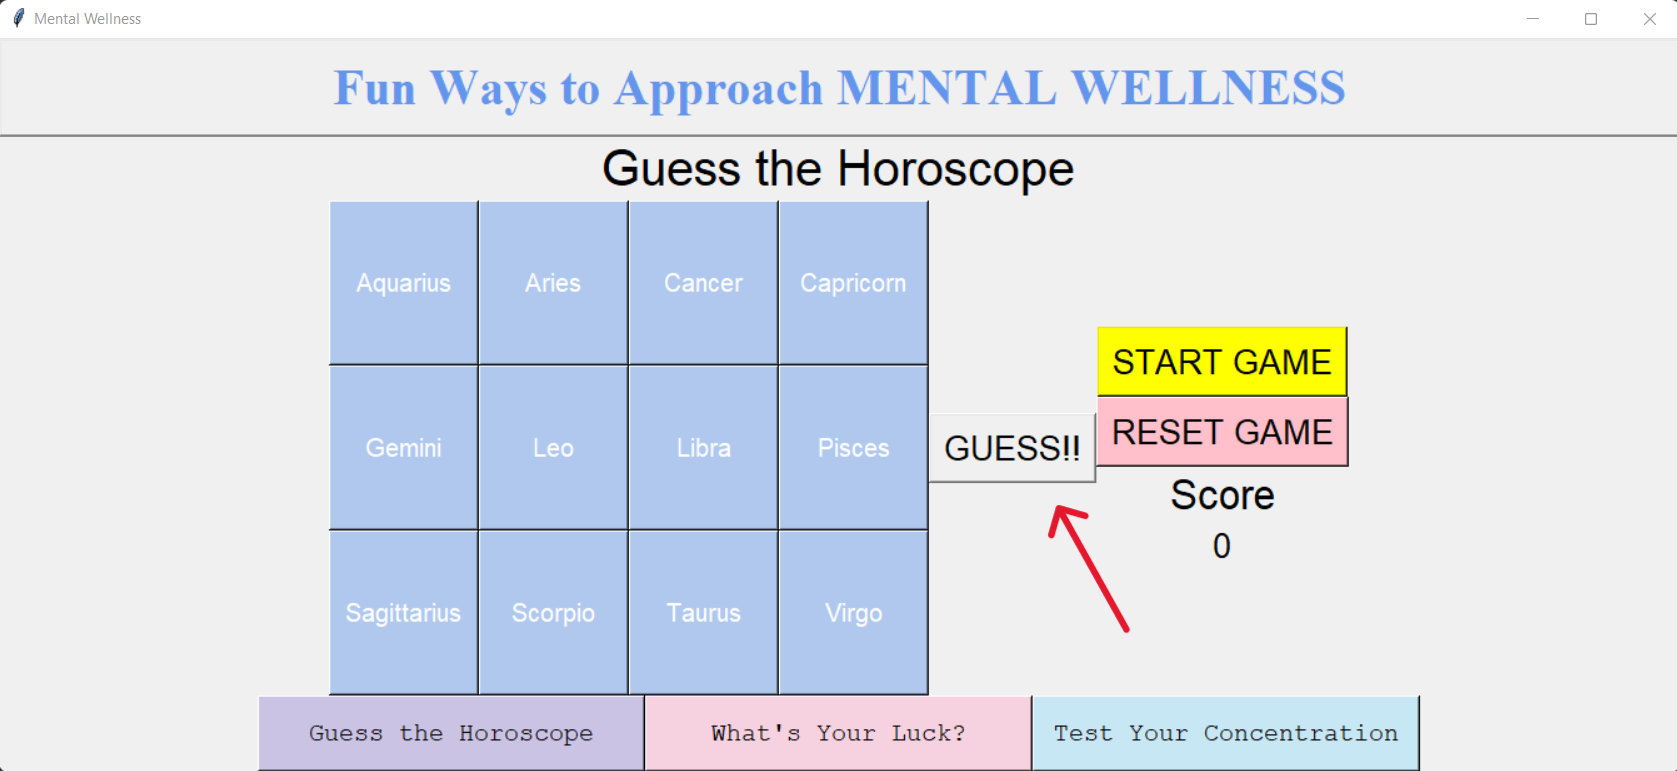 Mental Wellness
Fun Ways to Approach MENTAL WELLNESS
Guess the Horoscope
Aquarius Aries Cancer Capricorn
START GAME
Gemini Leo Libra Pisces GUESS!! RESET GAME
Score
0
Sagittarius Scorpio Taurus Virgo
Guess the Horoscope What's Your Luck? Test Your Concentration